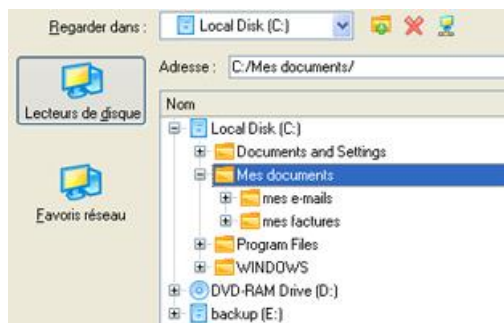 Regarder dans : Local Disk (C:)
Adresse : C:/Mes documents/
Lecteurs de disque
Favoris réseau
Nom
Local Disk (C:)
Documents and Settings
Mes documents
mes e-mails
mes factures
Program Files
WINDOWS
DVD-RAM Drive (D:)
backup (E:)